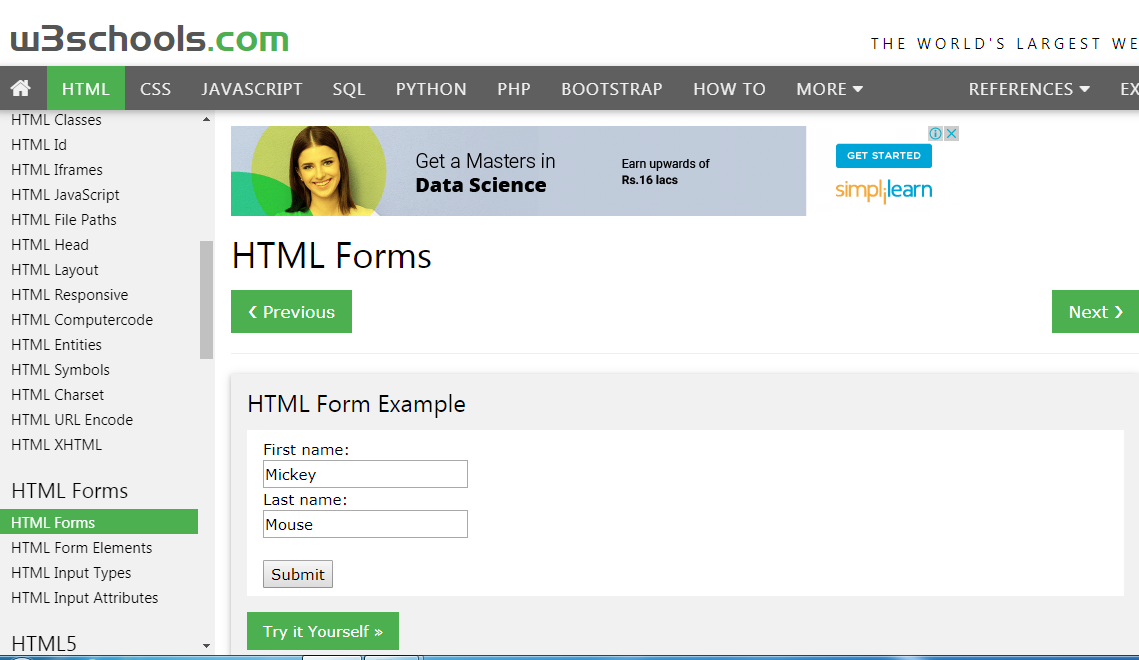 w3schools.com
THE WORLD'S LARGEST WE
HTML CSS JAVASCRIPT SQL PYTHON PHP BOOTSTRAP HOW TO MORE REFERENCES EX
HTML Classes
HTML Id
HTML Iframes
HTML JavaScript
HTML File Paths
HTML Head
HTML Layout
HTML Responsive
HTML Computercode
HTML Entities
HTML Symbols
HTML Charset
HTML URL Encode
HTML XHTML
HTML Forms
HTML Forms
HTML Form Elements
HTML Input Types
HTML Input Attributes
HTML5
Get a Masters in
Data Science
Earn upwards of
Rs.16 lacs
GET STARTED
simplilearn
HTML Forms
❮ Previous
Next ❯
HTML Form Example
First name:
Mickey
Last name:
Mouse
Submit
Try it Yourself »